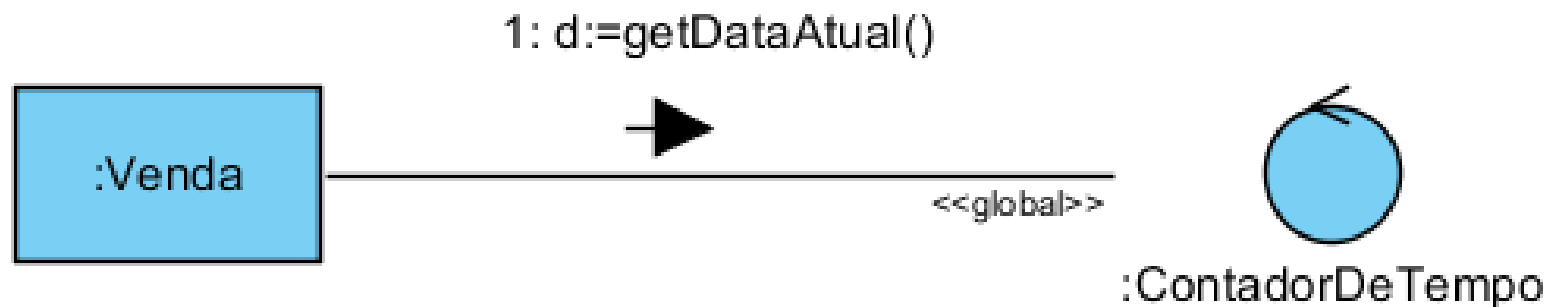 1: d:=getDataAtual()
:Venda
<<global>>
:ContadorDeTempo